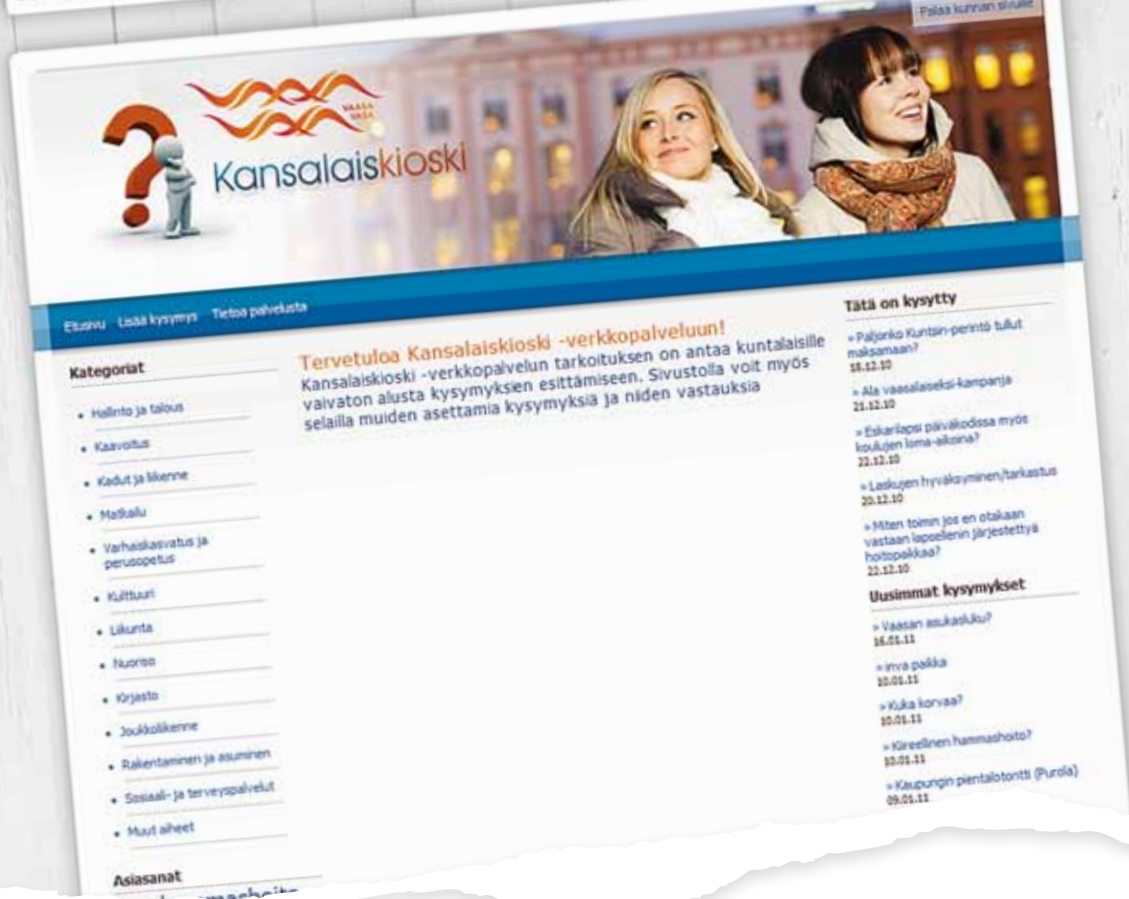 Palaa kunnan sivuille
VAASA
VASA
Kansalaiskioski
Etusivu Lisää kysymys Tietoa palvelusta
Kategoriat
Hallinto ja talous
Kaavoitus
Kadut ja liikenne
Matkailu
Varhaiskasvatus ja
perusopetus
Kulttuuri
Liikunta
Nuoriso
Kirjasto
Joukkoliikenne
Rakentaminen ja asuminen
Sosiaali- ja terveyspalvelut
Muut aiheet
Asiasanat
Tervetuloa Kansalaiskioski -verkkopalveluun!
Kansalaiskioski -verkkopalvelun tarkoituksen on antaa kuntalaisille
vaivaton alusta kysymyksien esittämiseen. Sivustolla voit myös
selailla muiden asettamia kysymyksiä ja niiden vastauksia
Tätä on kysytty
» Paljonko Kuntsin-perintö tullut
maksamaan?
18.12.10
» Ala vaasalaiseksi-kampanja
21.12.10
» Eskarilapsi päiväkodissa myös
koulujen loma-aikoina?
22.12.10
» Laskujen hyväksyminen/tarkastus
20.12.10
» Miten toimin jos en otakaan
vastaan lapsellenin järjestettyä
hoitopaikkaa?
22.12.10
Uusimmat kysymykset
» Vaasan asukasluku?
16.01.11
» inva paikka
10.01.11
» Kuka korvaa?
10.01.11
» Kiireellinen hammashoito?
10.01.11
» Kaupungin pientalotontti (Purola)
09.01.11